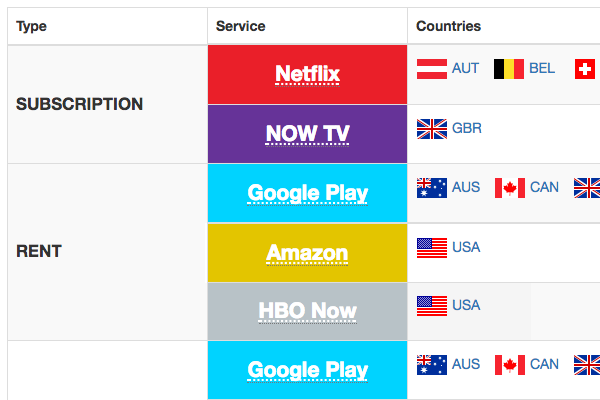 Type Service Countries
SUBSCRIPTION
Netflix AUT BEL
NOW TV GBR
RENT
Google Play AUS CAN
Amazon USA
HBO Now USA
Google Play AUS CAN